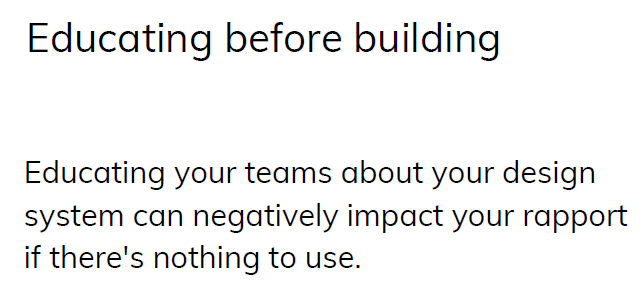 Educating before building
Educating your teams about your design
system can negatively impact your rapport
if there's nothing to use.